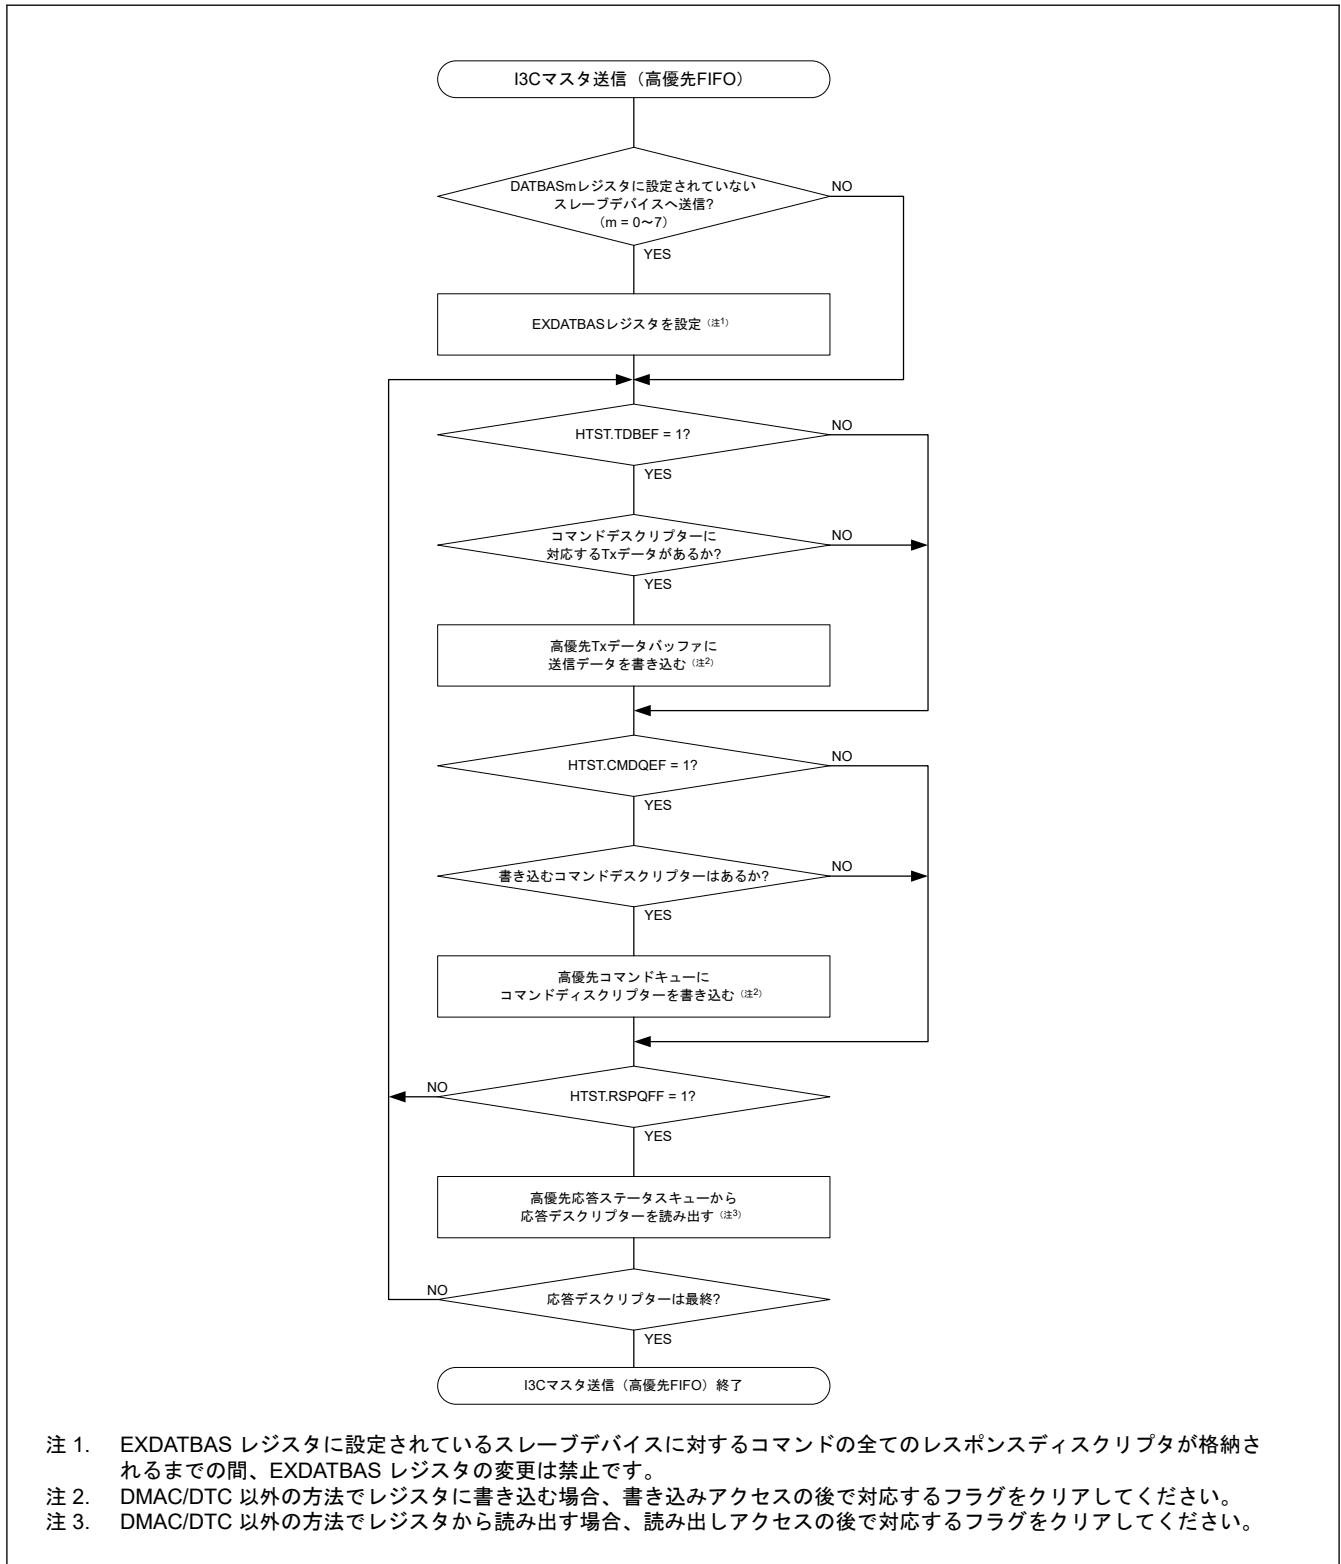 I3Cマスタ送信（高優先FIFO）
DATBASmレジスタに設定されていない
スレーブデバイスへ送信?
（m = 0～7）
NO
YES
EXDATBASレジスタを設定（注1）
HTST.TDBEF = 1?
NO
YES
コマンドデスクリプターに
対応するTxデータがあるか?
NO
YES
高優先Txデータバッファに
送信データを書き込む（注2）
HTST.CMDQEF = 1?
NO
YES
書き込むコマンドデスクリプターはあるか?
NO
YES
高優先コマンドキューに
コマンドディスクリプターを書き込む（注2）
NO
HTST.RSPQFF = 1?
YES
高優先応答ステータスキューから
応答デスクリプターを読み出す（注3）
NO
応答デスクリプターは最終?
YES
I3Cマスタ送信（高優先FIFO）終了
注 1. EXDATBAS レジスタに設定されているスレーブデバイスに対するコマンドの全てのレスポンスディスクリプタが格納さ
れるまでの間、EXDATBAS レジスタの変更は禁止です。
注 2. DMAC/DTC 以外の方法でレジスタに書き込む場合、書き込みアクセスの後で対応するフラグをクリアしてください。
注 3. DMAC/DTC 以外の方法でレジスタから読み出す場合、読み出しアクセスの後で対応するフラグをクリアしてください。